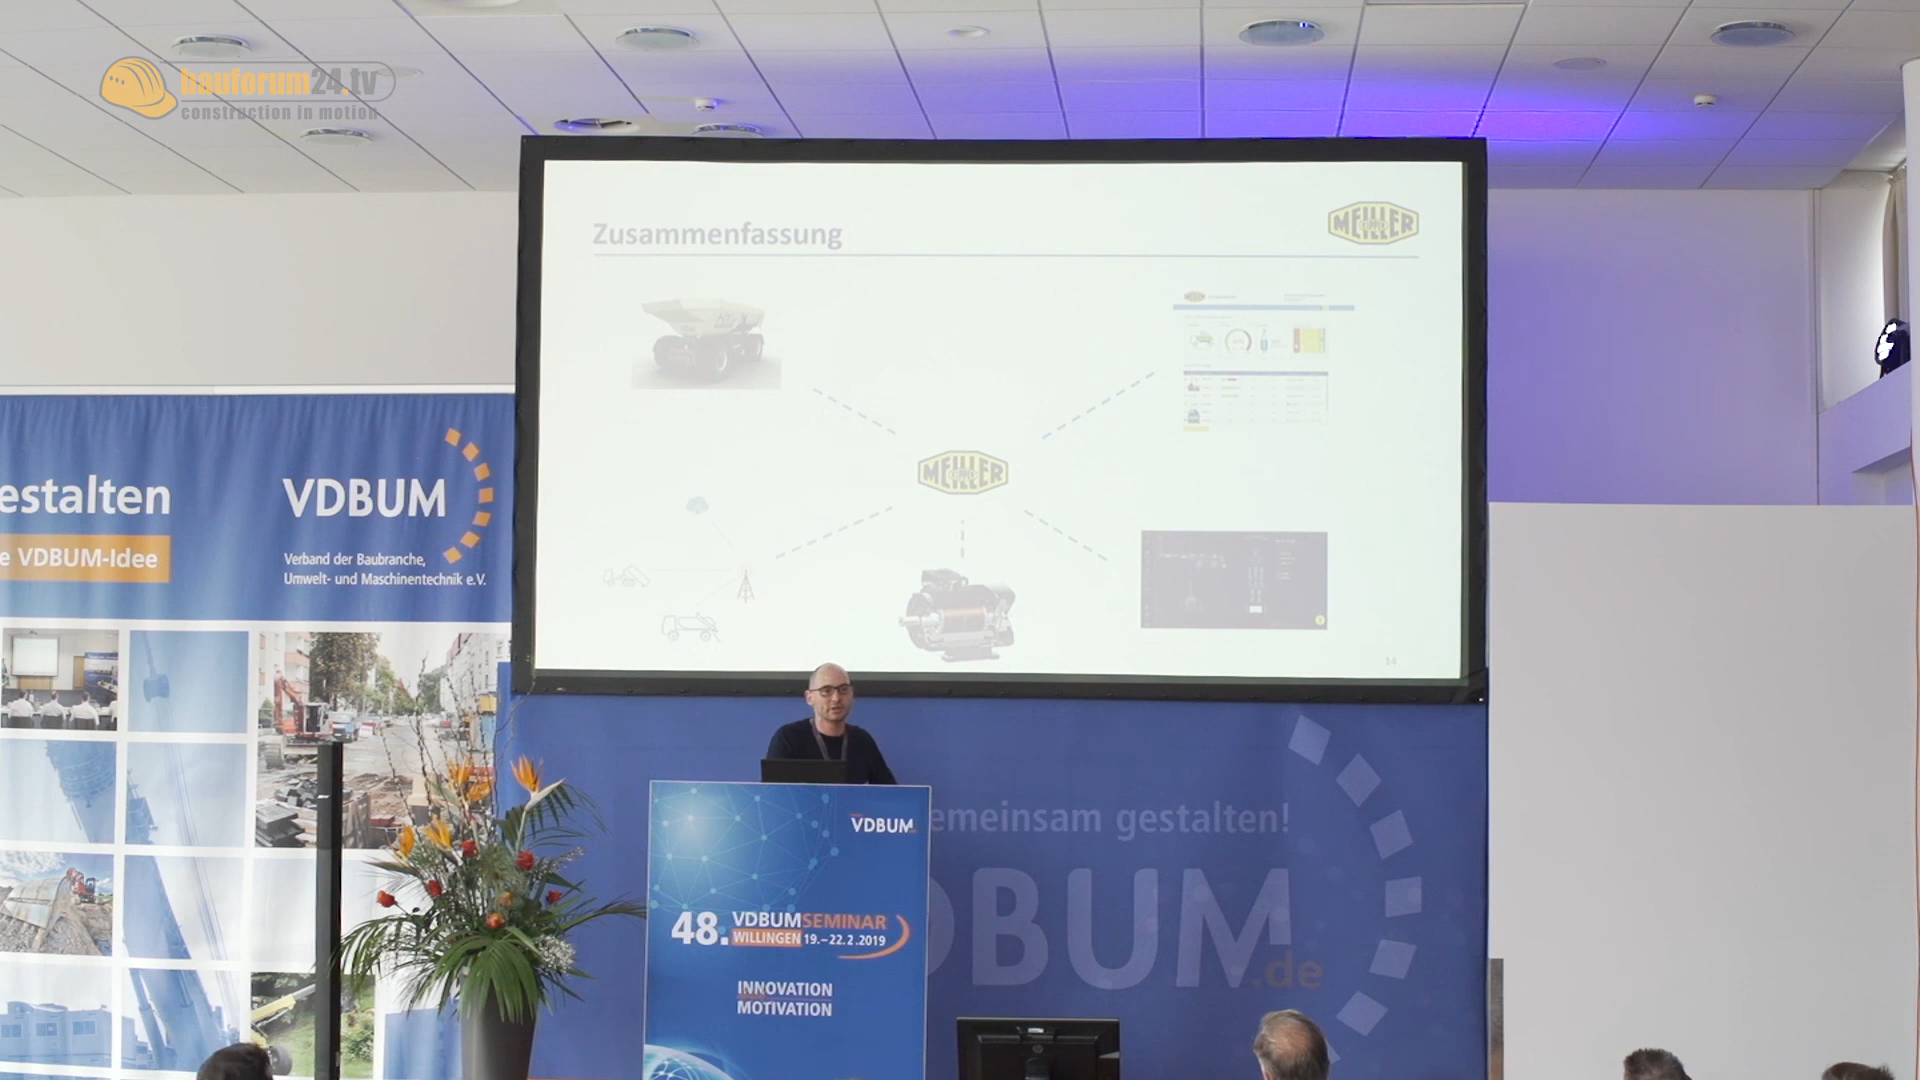 bauforum24.tv
construction in motion
Zusammenfassung
MEILLER
MEILLER
14
estalten
e VDBUM-Idee
VDBUM
Verband der Baubranche,
Umwelt- und Maschinentechnik e.V.
VDBUM
48. VDBUMSEMINAR
WILLINGEN 19.–22.2.2019
INNOVATION
MOTIVATION
emeinsam gestalten!
DBUM
.de